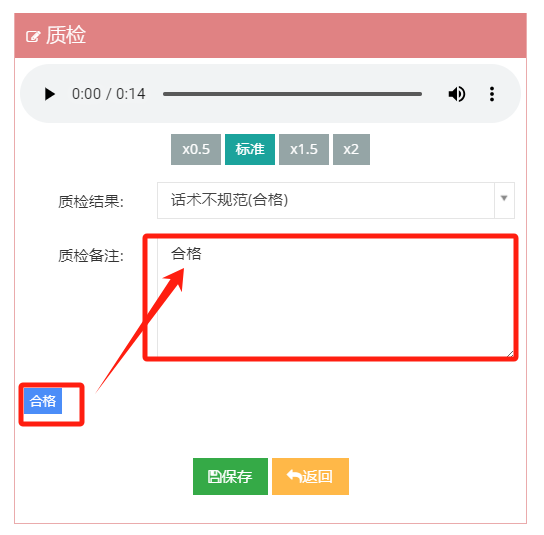 质检
0:00 / 0:14
x0.5 标准 x1.5 x2
质检结果: 话术不规范(合格)
质检备注: 合格
合格
保存 返回